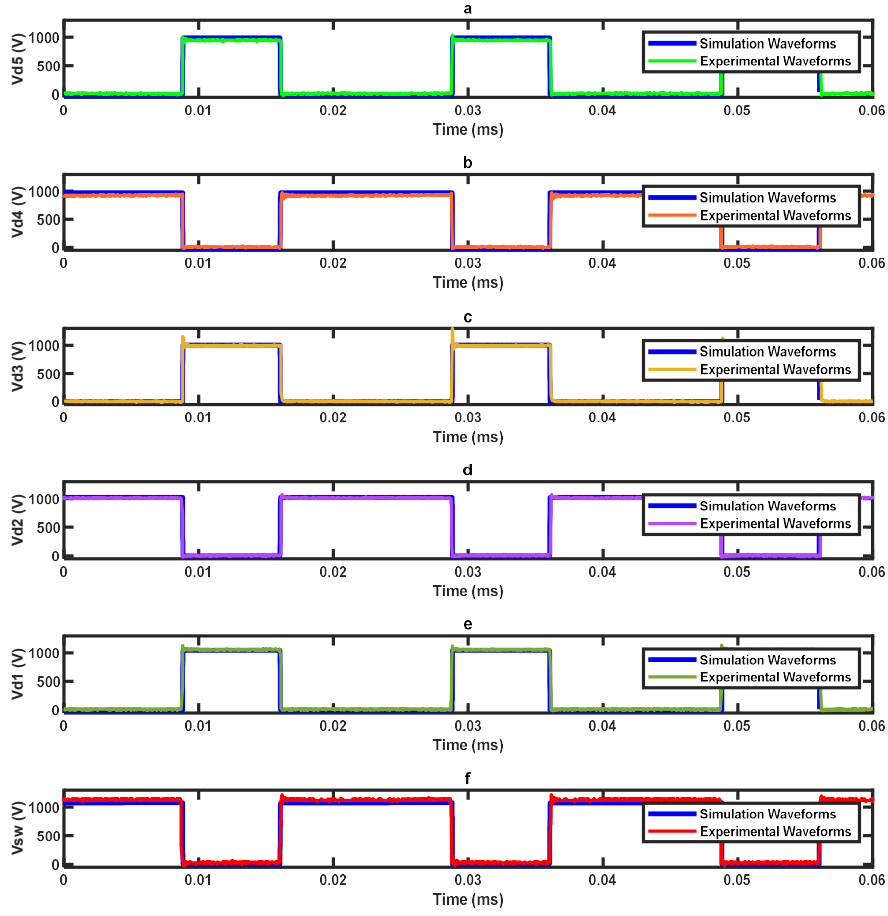 a
Vd5 (V)
1000
500
0
Simulation Waveforms
Experimental Waveforms
0 0.01 0.02 0.03 0.04 0.05 0.06
Time (ms)
b
Vd4 (V)
1000
500
0
Simulation Waveforms
Experimental Waveforms
0 0.01 0.02 0.03 0.04 0.05 0.06
Time (ms)
c
Vd3 (V)
1000
500
0
Simulation Waveforms
Experimental Waveforms
0 0.01 0.02 0.03 0.04 0.05 0.06
Time (ms)
d
Vd2 (V)
1000
500
0
Simulation Waveforms
Experimental Waveforms
0 0.01 0.02 0.03 0.04 0.05 0.06
Time (ms)
e
Vd1 (V)
1000
500
0
Simulation Waveforms
Experimental Waveforms
0 0.01 0.02 0.03 0.04 0.05 0.06
Time (ms)
f
Vsw (V)
1000
500
0
Simulation Waveforms
Experimental Waveforms
0 0.01 0.02 0.03 0.04 0.05 0.06
Time (ms)